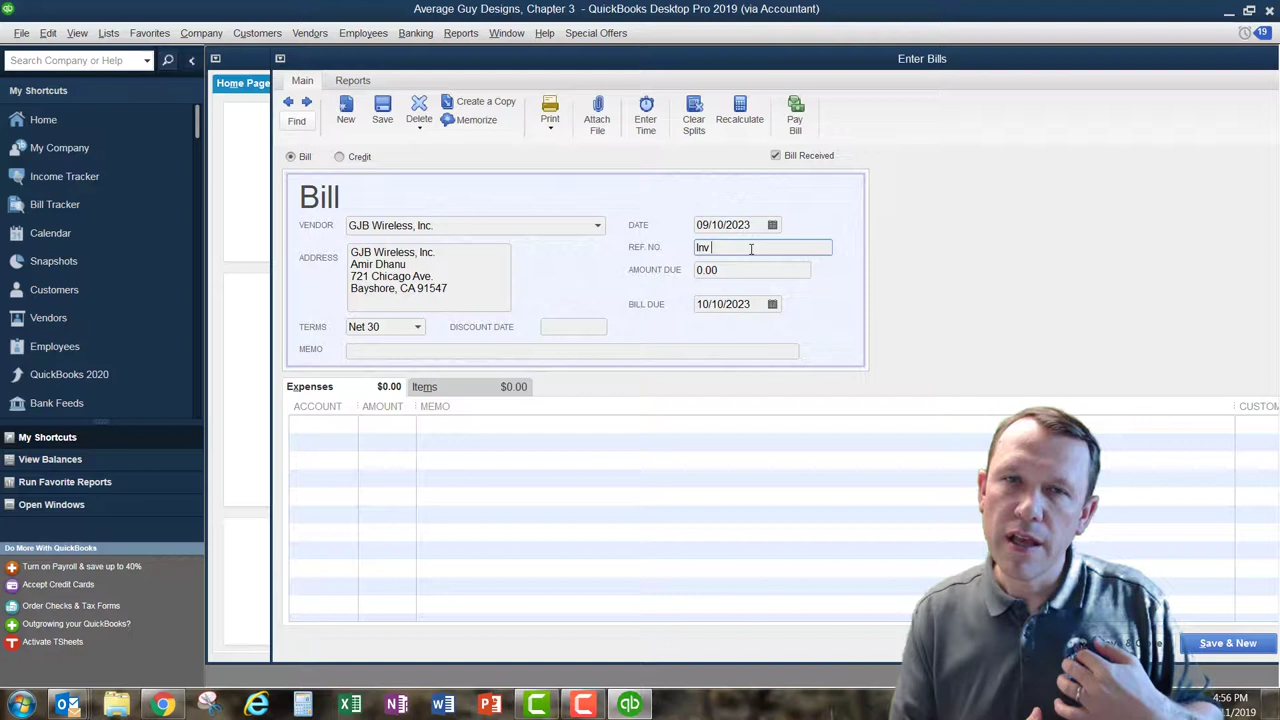 Average Guy Designs, Chapter 3 - QuickBooks Desktop Pro 2019 (via Accountant)
File Edit View Lists Favorites Company Customers Vendors Employees Banking Reports Window Help Special Offers 19
Search Company or Help
Home Page
Enter Bills
My Shortcuts
Home
My Company
Income Tracker
Bill Tracker
Calendar
Snapshots
Customers
Vendors
Employees
QuickBooks 2020
Bank Feeds
My Shortcuts
View Balances
Run Favorite Reports
Open Windows
Do More With QuickBooks
Turn on Payroll & save up to 40%
Accept Credit Cards
Order Checks & Tax Forms
Outgrowing your QuickBooks?
Activate TSheets
Main Reports
Find
New
Save
Delete
Create a Copy
Memorize
Print
Attach File
Enter Time
Clear Splits
Recalculate
Pay Bill
Bill Credit Bill Received
Bill
VENDOR GJB Wireless, Inc.
DATE 09/10/2023
REF. NO. Inv
ADDRESS
GJB Wireless, Inc.
Amir Dhanu
721 Chicago Ave.
Bayshore, CA 91547
AMOUNT DUE 0.00
BILL DUE 10/10/2023
TERMS Net 30 DISCOUNT DATE
MEMO
Expenses $0.00 Items $0.00
ACCOUNT AMOUNT MEMO CUSTOM
Save & New
4:56 PM